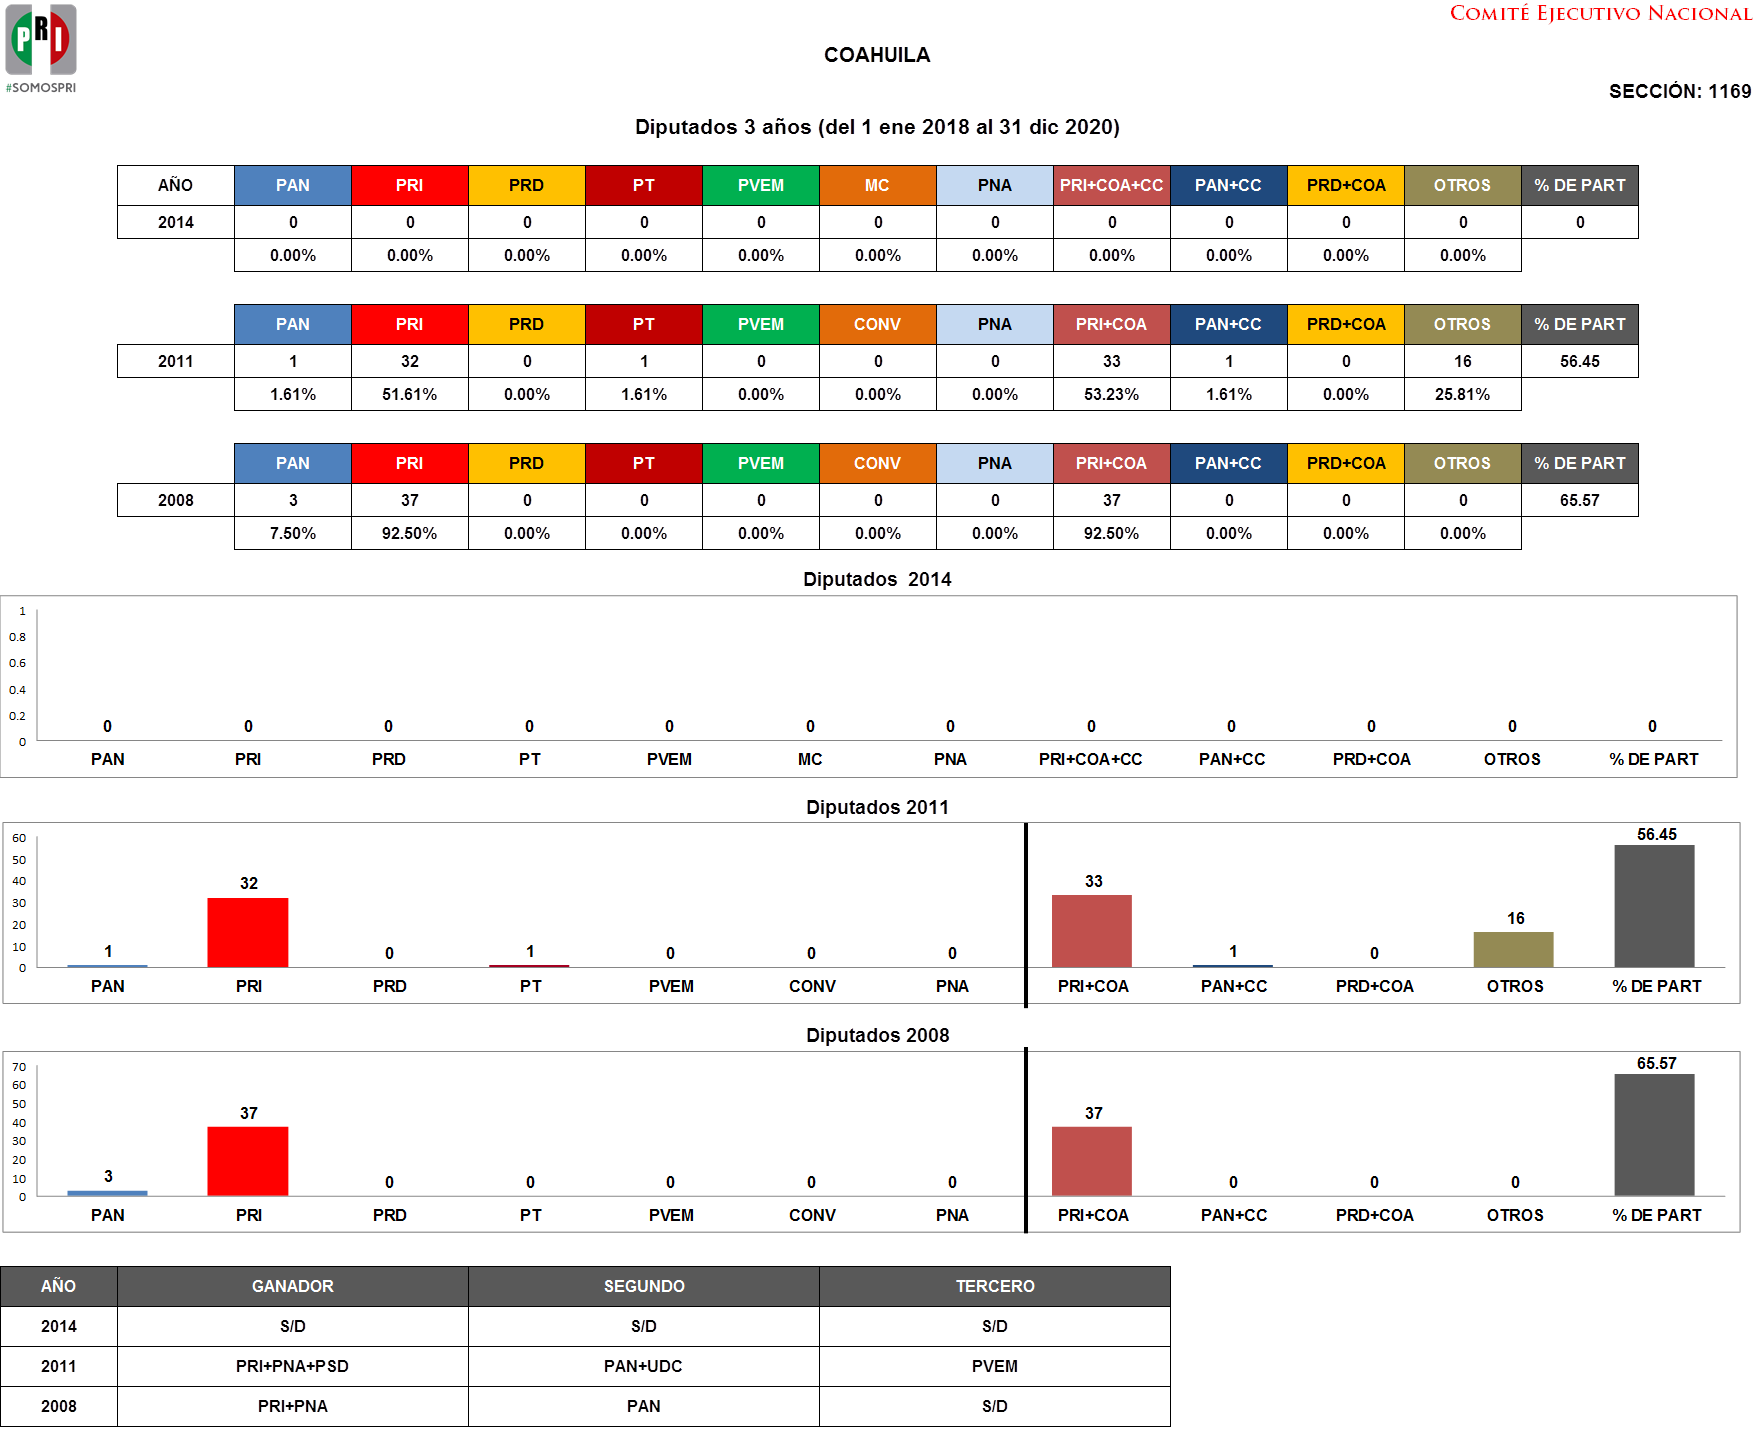 PRI
#SOMOSPRI
COMITÉ EJECUTIVO NACIONAL
COAHUILA
SECCIÓN: 1169
Diputados 3 años (del 1 ene 2018 al 31 dic 2020)
AÑO PAN PRI PRD PT PVEM MC PNA PRI+COA+CC PAN+CC PRD+COA OTROS % DE PART
2014 0 0 0 0 0 0 0 0 0 0 0 0
0.00% 0.00% 0.00% 0.00% 0.00% 0.00% 0.00% 0.00% 0.00% 0.00% 0.00%
PAN PRI PRD PT PVEM CONV PNA PRI+COA PAN+CC PRD+COA OTROS % DE PART
2011 1 32 0 1 0 0 0 33 1 0 16 56.45
1.61% 51.61% 0.00% 1.61% 0.00% 0.00% 0.00% 53.23% 1.61% 0.00% 25.81%
PAN PRI PRD PT PVEM CONV PNA PRI+COA PAN+CC PRD+COA OTROS % DE PART
2008 3 37 0 0 0 0 0 37 0 0 0 65.57
7.50% 92.50% 0.00% 0.00% 0.00% 0.00% 0.00% 92.50% 0.00% 0.00% 0.00%
Diputados 2014
1
0.8
0.6
0.4
0.2
0
0 0 0 0 0 0 0 0 0 0 0 0
PAN PRI PRD PT PVEM MC PNA PRI+COA+CC PAN+CC PRD+COA OTROS % DE PART
Diputados 2011
60
50
40
30
20
10
0
1 32 0 1 0 0 0 33 1 0 16 56.45
PAN PRI PRD PT PVEM CONV PNA PRI+COA PAN+CC PRD+COA OTROS % DE PART
Diputados 2008
70
60
50
40
30
20
10
0
3 37 0 0 0 0 0 37 0 0 0 65.57
PAN PRI PRD PT PVEM CONV PNA PRI+COA PAN+CC PRD+COA OTROS % DE PART
AÑO GANADOR SEGUNDO TERCERO
2014 S/D S/D S/D
2011 PRI+PNA+PSD PAN+UDC PVEM
2008 PRI+PNA PAN S/D